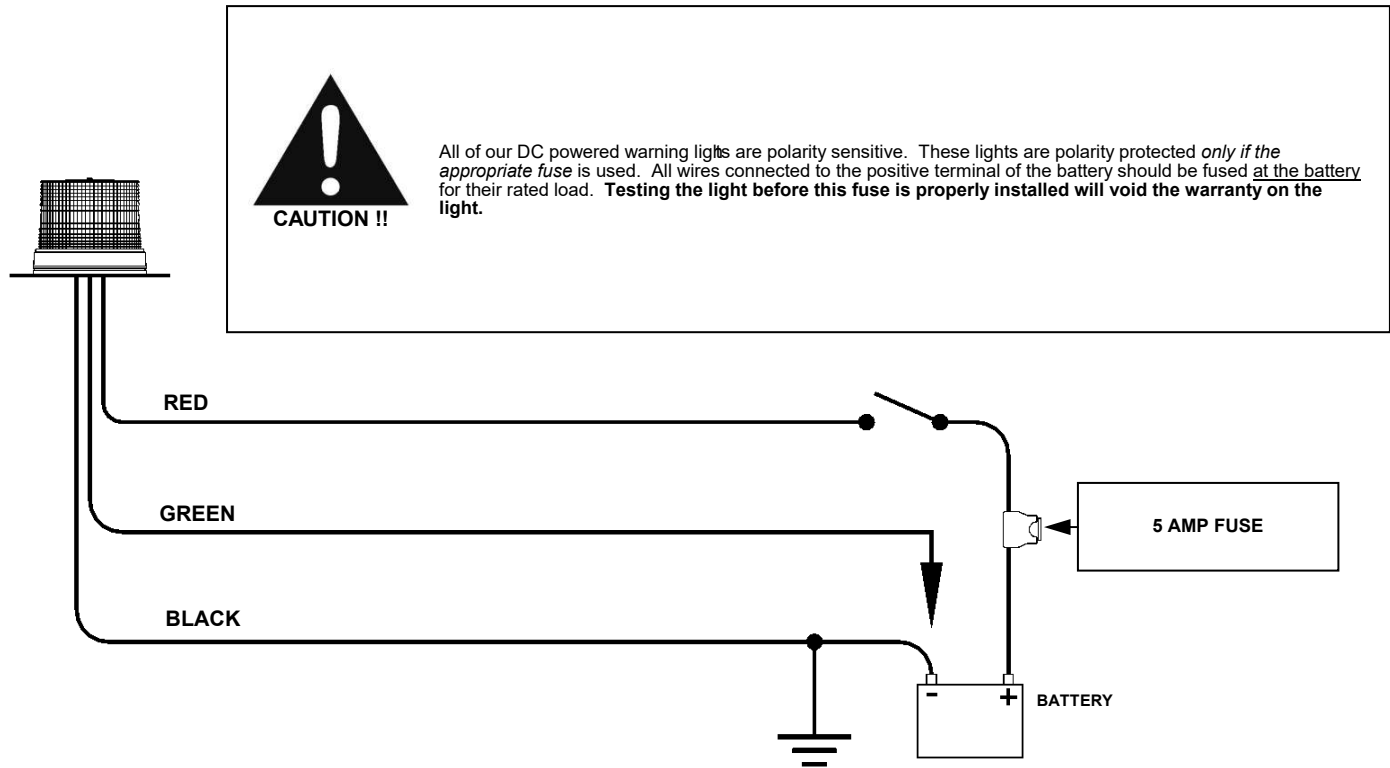 All of our DC powered warning lights are polarity sensitive. These lights are polarity protected only if the
appropriate fuse is used. All wires connected to the positive terminal of the battery should be fused at the battery
for their rated load. Testing the light before this fuse is properly installed will void the warranty on the
light.
CAUTION !!
RED
GREEN
5 AMP FUSE
BLACK
- +
BATTERY